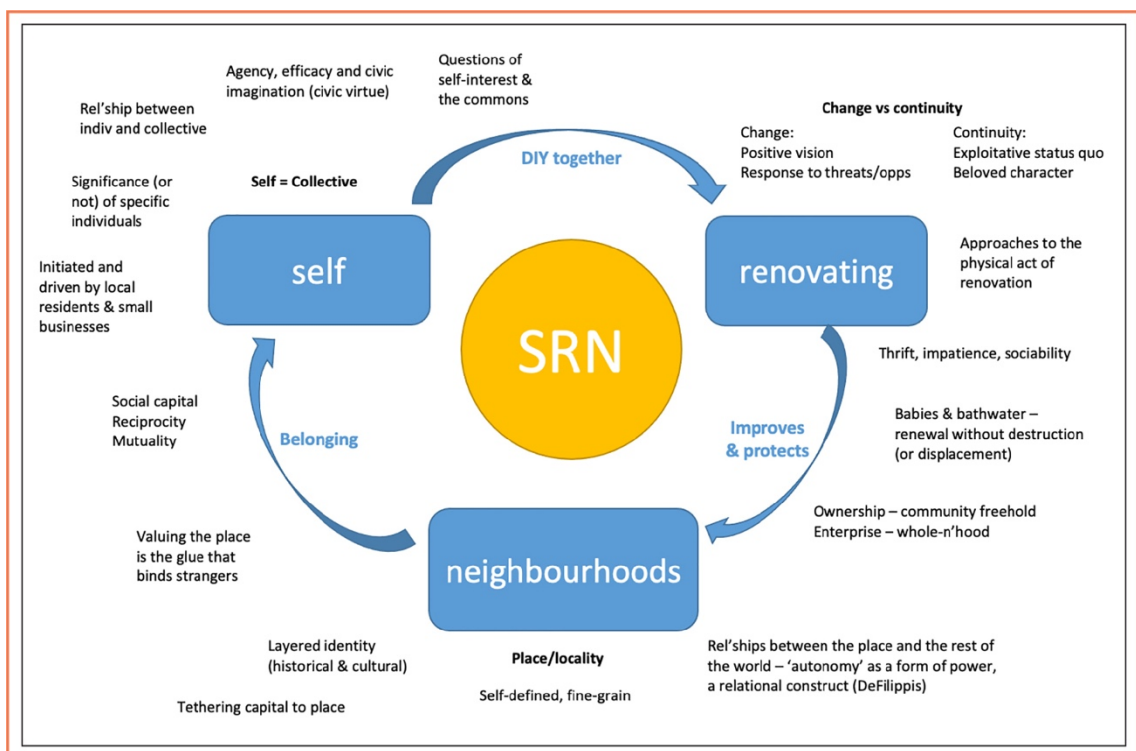 Agency, efficacy and civic
imagination (civic virtue)
Questions of
self-interest &
the commons
Rel'ship between
indiv and collective
Change vs continuity
Change:
Positive vision
Response to threats/opps
Continuity:
Exploitative status quo
Beloved character
DIY together
Significance (or
not) of specific
individuals
Self = Collective
self
renovating
Approaches to the
physical act of
renovation
Initiated and
driven by local
residents & small
businesses
SRN
Thrift, impatience, sociability
Social capital
Reciprocity
Mutuality
Belonging
Improves
& protects
Babies & bathwater –
renewal without destruction
(or displacement)
Ownership – community freehold
Enterprise – whole-n'hood
Valuing the place
is the glue that
binds strangers
neighbourhoods
Layered identity
(historical & cultural)
Place/locality
Self-defined, fine-grain
Rel'ships between the place and the rest of
the world – 'autonomy' as a form of power,
a relational construct (DeFilippis)
Tethering capital to place